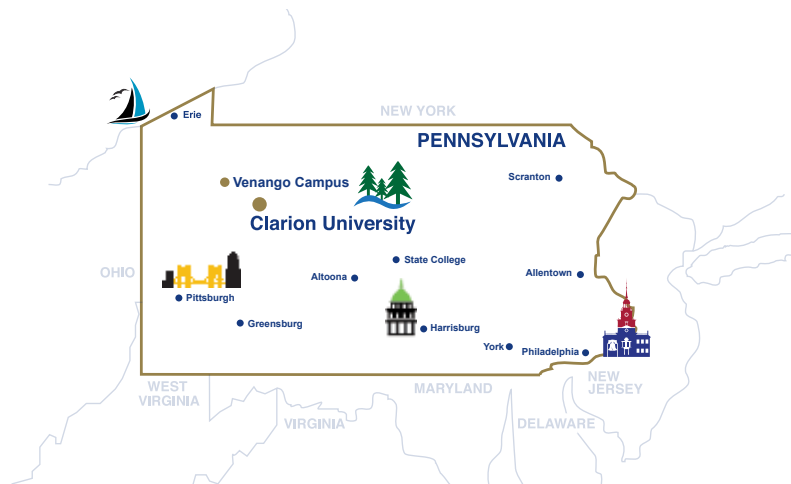 Erie
NEW YORK
PENNSYLVANIA
Scranton
Venango Campus
Clarion University
State College
OHIO
Altoona
Allentown
Pittsburgh
Greensburg
Harrisburg
York
Philadelphia
WEST
VIRGINIA
MARYLAND
NEW
JERSEY
VIRGINIA
DELAWARE